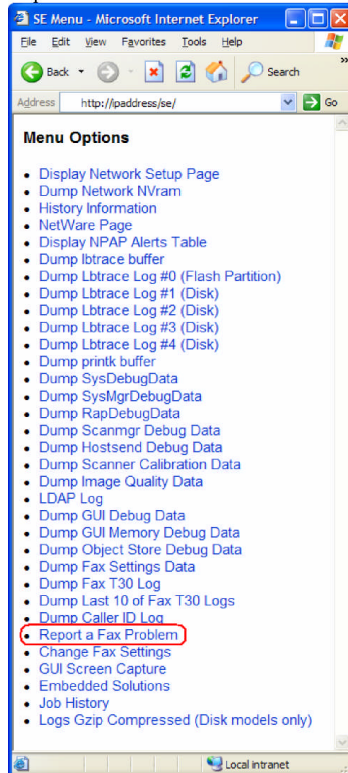 SE Menu - Microsoft Internet Explorer
File Edit View Favorites Tools Help
Back Search »
Address http://ipaddress/se/ Go
Menu Options
• Display Network Setup Page
• Dump Network NVram
• History Information
• NetWare Page
• Display NPAP Alerts Table
• Dump lbtrace buffer
• Dump Lbtrace Log #0 (Flash Partition)
• Dump Lbtrace Log #1 (Disk)
• Dump Lbtrace Log #2 (Disk)
• Dump Lbtrace Log #3 (Disk)
• Dump Lbtrace Log #4 (Disk)
• Dump printk buffer
• Dump SysDebugData
• Dump SysMgrDebugData
• Dump RapDebugData
• Dump Scanmgr Debug Data
• Dump Hostsend Debug Data
• Dump Scanner Calibration Data
• Dump Image Quality Data
• LDAP Log
• Dump GUI Debug Data
• Dump GUI Memory Debug Data
• Dump Object Store Debug Data
• Dump Fax Settings Data
• Dump Fax T30 Log
• Dump Last 10 of Fax T30 Logs
• Dump Caller ID Log
• Report a Fax Problem
• Change Fax Settings
• GUI Screen Capture
• Embedded Solutions
• Job History
• Logs Gzip Compressed (Disk models only)
Local intranet